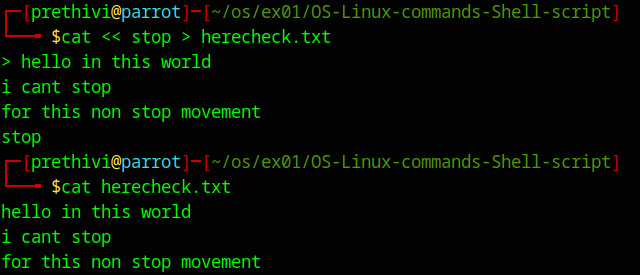 ┌─[prethivi@parrot]─[~/os/ex01/OS-Linux-commands-Shell-script]
└──╼ $cat << stop > herecheck.txt
> hello in this world
i cant stop
for this non stop movement
stop
┌─[prethivi@parrot]─[~/os/ex01/OS-Linux-commands-Shell-script]
└──╼ $cat herecheck.txt
hello in this world
i cant stop
for this non stop movement